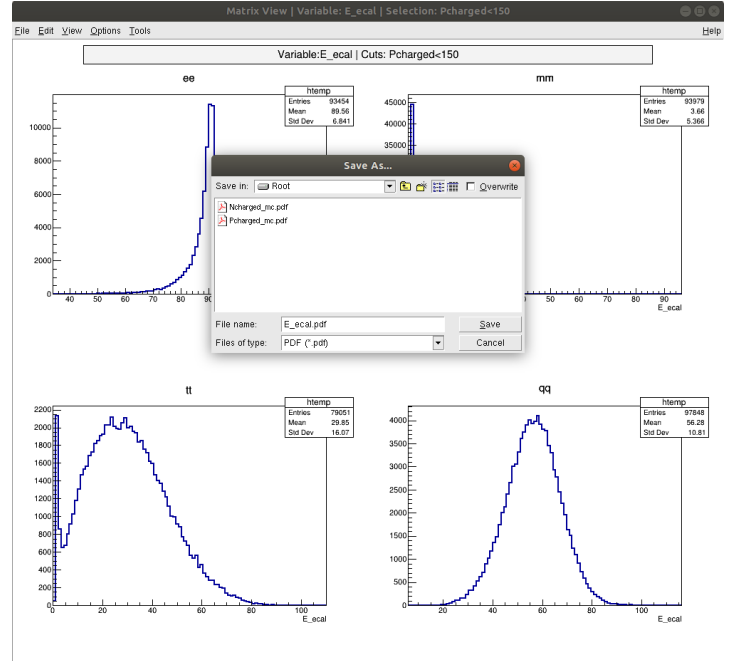 Matrix View | Variable: E_ecal | Selection: Pcharged<150
File Edit View Options Tools Help
Variable:E_ecal | Cuts: Pcharged<150
ee
htemp
Entries 93454
Mean 89.56
Std Dev 6.841
10000
8000
6000
4000
2000
0
40 50 60 70 80 90
mm
htemp
Entries 93979
Mean 3.66
Std Dev 5.366
45000
40000
35000
50 60 70 80 90
E_ecal
Save As...
Save in: Root Overwrite
Ncharged_mc.pdf
Pcharged_mc.pdf
File name: E_ecal.pdf Save
Files of type: PDF (*.pdf) Cancel
tt
htemp
Entries 79051
Mean 29.85
Std Dev 16.07
2200
2000
1800
1600
1400
1200
1000
800
600
400
200
0
0 20 40 60 80 100
E_ecal
qq
htemp
Entries 97848
Mean 56.28
Std Dev 10.81
4000
3500
3000
2500
2000
1500
1000
500
0
20 40 60 80 100
E_ecal